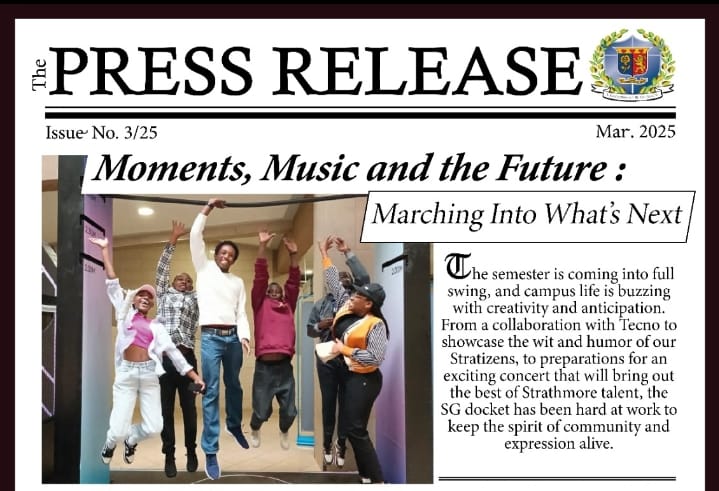 The PRESS RELEASE
Issue No. 3/25
Mar. 2025
Moments, Music and the Future :
Marching Into What's Next
The semester is coming into full
swing, and campus life is buzzing
with creativity and anticipation.
From a collaboration with Tecno to
showcase the wit and humor of our
Stratizens, to preparations for an
exciting concert that will bring out
the best of Strathmore talent, the
SG docket has been hard at work to
keep the spirit of community and
expression alive.